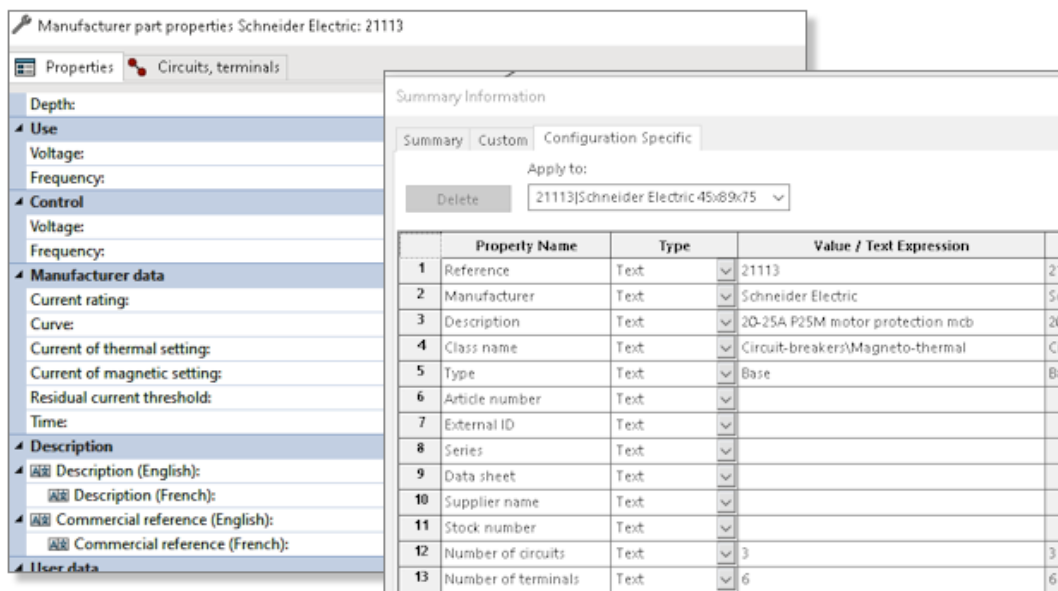 Manufacturer part properties Schneider Electric: 21113
Properties Circuits, terminals
Depth:
Use
Voltage:
Frequency:
Control
Voltage:
Frequency:
Manufacturer data
Current rating:
Curve:
Current of thermal setting:
Current of magnetic setting:
Residual current threshold:
Time:
Description
Description (English):
Description (French):
Commercial reference (English):
Commercial reference (French):
User data
Summary Information
Summary Custom Configuration Specific
Apply to:
Delete 21113|Schneider Electric 45x89x75
Property Name Type Value / Text Expression
1 Reference Text 21113
2 Manufacturer Text Schneider Electric
3 Description Text 20-25A P25M motor protection mcb
4 Class name Text Circuit-breakers\Magneto-thermal
5 Type Text Base
6 Article number Text
7 External ID Text
8 Series Text
9 Data sheet Text
10 Supplier name Text
11 Stock number Text
12 Number of circuits Text 3 3
13 Number of terminals Text 6 6